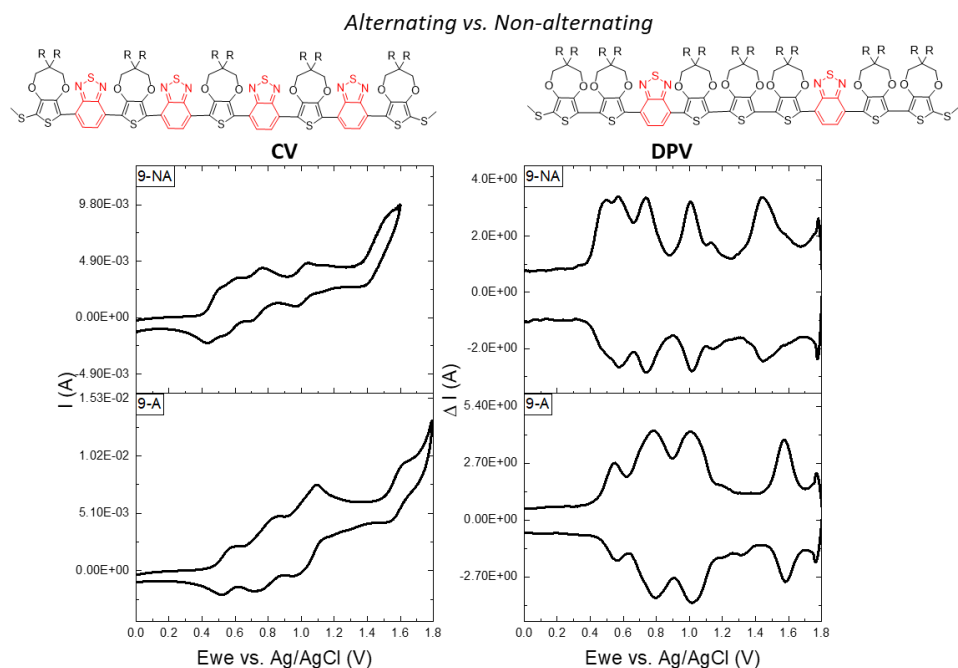 Alternating vs. Non-alternating
R R R R R R R R R R
S S S S
N N N N N N N N
O O O O O O O O O O
S S S S S S S
R R R R R R R R R R R R R R
S S
N N N N
O O O O O O O O O O O O O O
S S S S S S S S S
CV
9-NA
9.80E-03
4.90E-03
0.00E+00
-4.90E-03
I (A)
1.53E-02
9-A
1.02E-02
5.10E-03
0.00E+00
0.0 0.2 0.4 0.6 0.8 1.0 1.2 1.4 1.6 1.8
Ewe vs. Ag/AgCl (V)
DPV
9-NA
4.0E+00
2.0E+00
0.0E+00
-2.0E+00
Δ I (A)
9-A
5.40E+00
2.70E+00
0.00E+00
-2.70E+00
0.0 0.2 0.4 0.6 0.8 1.0 1.2 1.4 1.6 1.8
Ewe vs. Ag/AgCl (V)